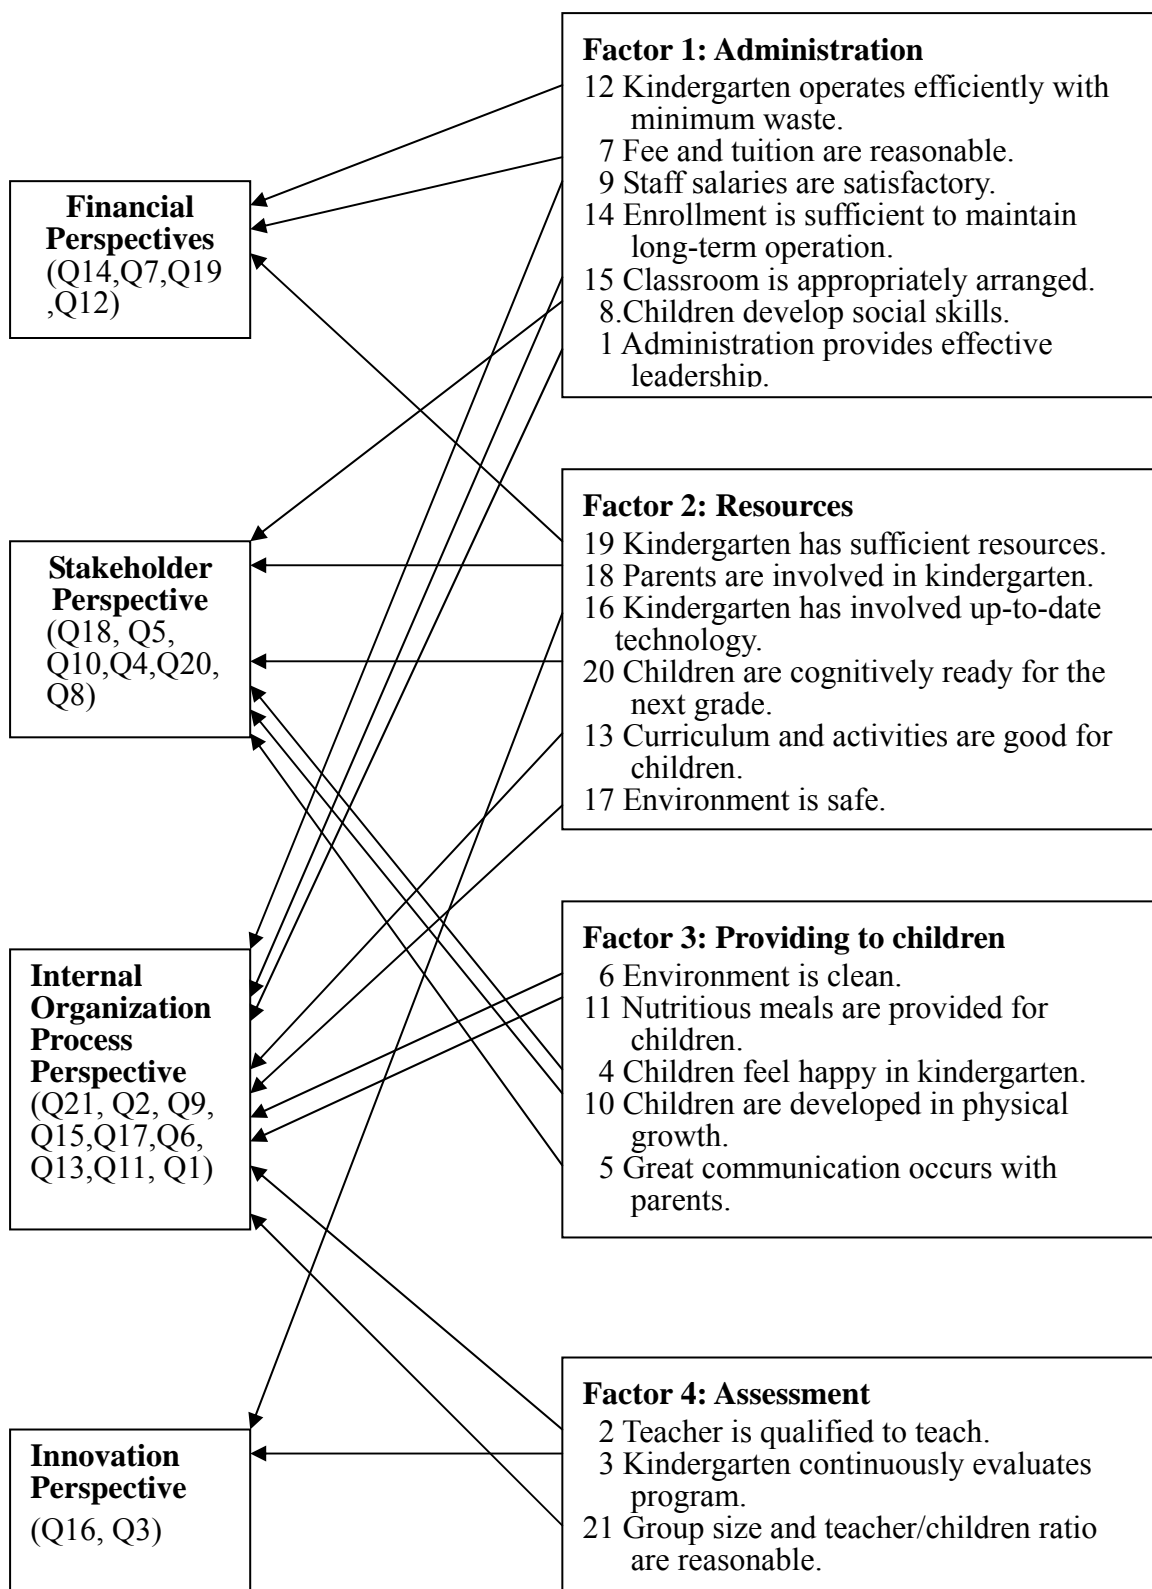 Financial
Perspectives
(Q14,Q7,Q19
,Q12)
Stakeholder
Perspective
(Q18, Q5,
Q10,Q4,Q20,
Q8)
Internal
Organization
Process
Perspective
(Q21, Q2, Q9,
Q15,Q17,Q6,
Q13,Q11, Q1)
Innovation
Perspective
(Q16, Q3)
Factor 1: Administration
12 Kindergarten operates efficiently with
minimum waste.
7 Fee and tuition are reasonable.
9 Staff salaries are satisfactory.
14 Enrollment is sufficient to maintain
long-term operation.
15 Classroom is appropriately arranged.
8.Children develop social skills.
1 Administration provides effective
leadership.
Factor 2: Resources
19 Kindergarten has sufficient resources.
18 Parents are involved in kindergarten.
16 Kindergarten has involved up-to-date
technology.
20 Children are cognitively ready for the
next grade.
13 Curriculum and activities are good for
children.
17 Environment is safe.
Factor 3: Providing to children
6 Environment is clean.
11 Nutritious meals are provided for
children.
4 Children feel happy in kindergarten.
10 Children are developed in physical
growth.
5 Great communication occurs with
parents.
Factor 4: Assessment
2 Teacher is qualified to teach.
3 Kindergarten continuously evaluates
program.
21 Group size and teacher/children ratio
are reasonable.